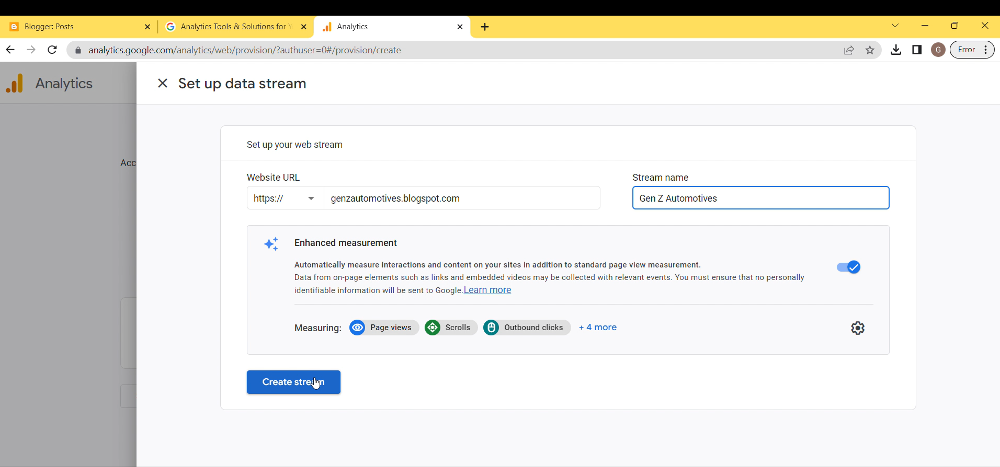 Blogger: Posts
Analytics Tools & Solutions for Y
Analytics
analytics.google.com/analytics/web/provision/?authuser=0#/provision/create
G
Error
Analytics
Set up data stream
Set up your web stream
Acc
Website URL
Stream name
https://
genzautomotives.blogspot.com
Gen Z Automotives
Enhanced measurement
Automatically measure interactions and content on your sites in addition to standard page view measurement.
Data from on-page elements such as links and embedded videos may be collected with relevant events. You must ensure that no personally
identifiable information will be sent to Google. Learn more
Measuring: Page views Scrolls Outbound clicks + 4 more
Create stream